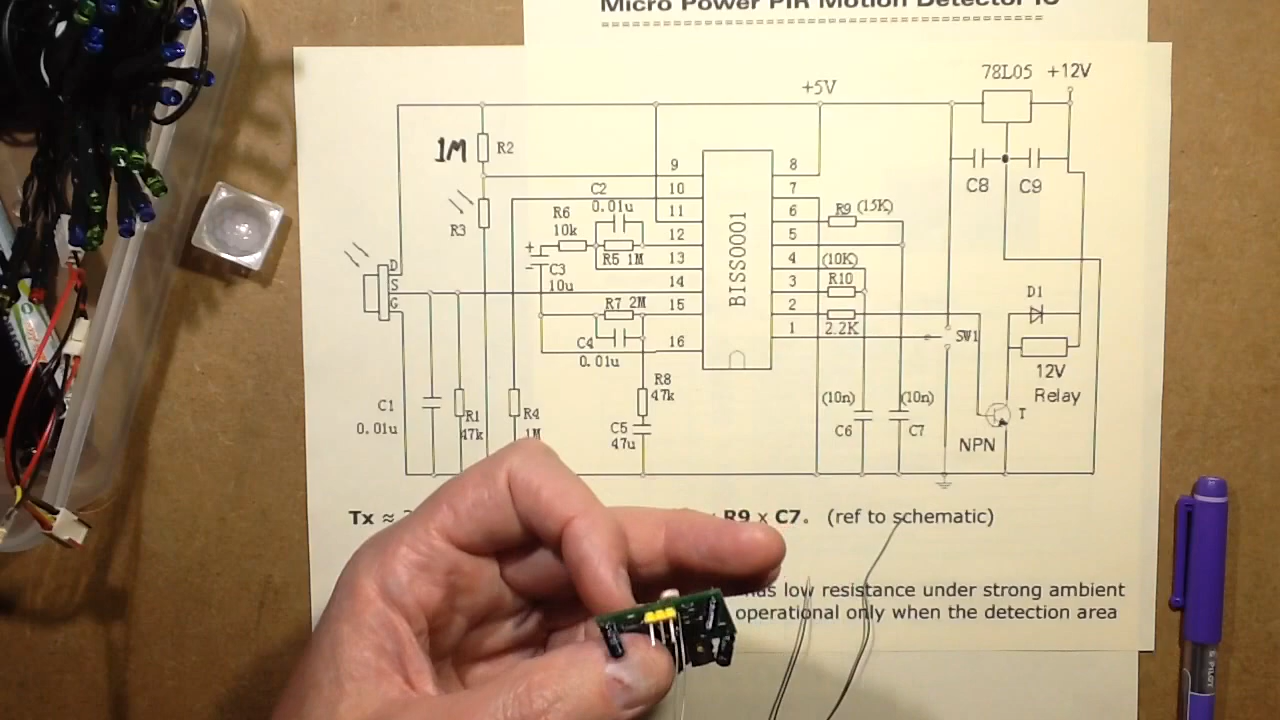 Micro Power PIR Motion Detector IC
78L05 +12V
+5V
1M R2
9 8
10 7
C2
0.01u
R3
R6
10k
11 6 R9 (15K)
C8 C9
12 5
R5 1M
BISS0001
13 4 (10K)
+
-
C3
10u
D
S
G
14 3 R10
R7 2M
15 2
2.2K
D1
C4
0.01u
16 1
SW1
12V
Relay
R8
47k
C1
0.01u
R1
47k
R4
1M
C5
47u
(10n) (10n)
C6 C7
T
NPN
Tx ≈ R9 x C7. (ref to schematic)
has low resistance under strong ambient
operational only when the detection area
PILOT